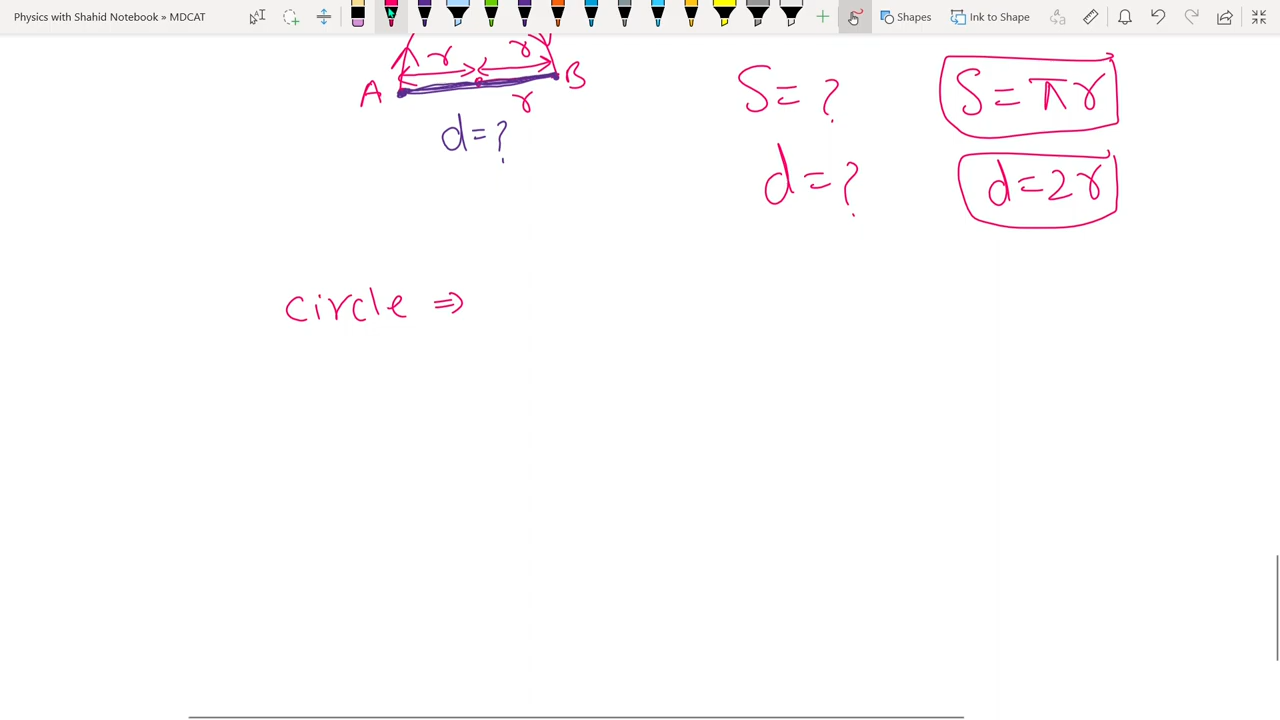 Physics with Shahid Notebook » MDCAT
Shapes
Ink to Shape
r r
A B
r
d=?
S=?
S=πr
d=?
d=2r
circle ⇒